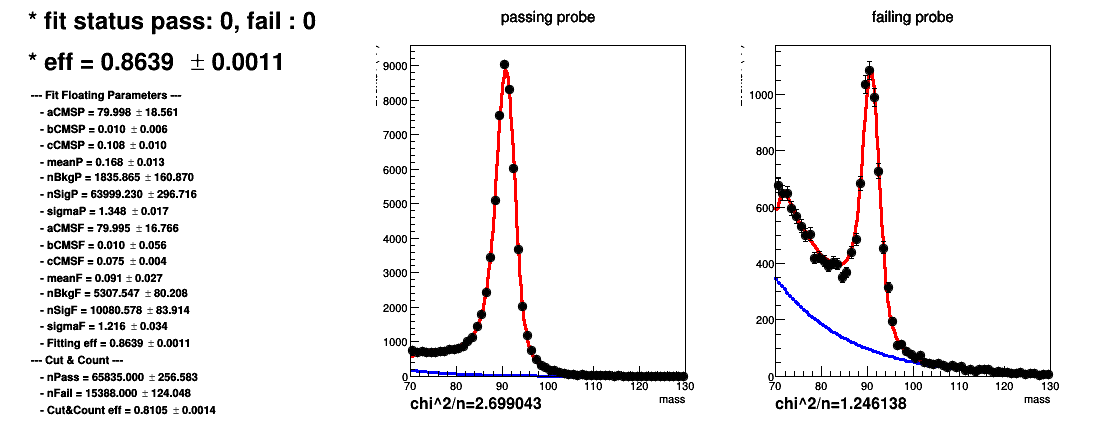 * fit status pass: 0, fail : 0
* eff = 0.8639 ± 0.0011
--- Fit Floating Parameters ---
- aCMSP = 79.998 ± 18.561
- bCMSP = 0.010 ± 0.006
- cCMSP = 0.108 ± 0.010
- meanP = 0.168 ± 0.013
- nBkgP = 1835.865 ± 160.870
- nSigP = 63999.230 ± 296.716
- sigmaP = 1.348 ± 0.017
- aCMSF = 79.995 ± 16.766
- bCMSF = 0.010 ± 0.056
- cCMSF = 0.075 ± 0.004
- meanF = 0.091 ± 0.027
- nBkgF = 5307.547 ± 80.208
- nSigF = 10080.578 ± 83.914
- sigmaF = 1.216 ± 0.034
- Fitting eff = 0.8639 ± 0.0011
--- Cut & Count ---
- nPass = 65835.000 ± 256.583
- nFail = 15388.000 ± 124.048
- Cut&Count eff = 0.8105 ± 0.0014
passing probe
9000
8000
7000
6000
5000
4000
3000
2000
1000
0
70 80 90 100 110 120 130
mass
chi^2/n=2.699043
failing probe
1000
800
600
400
200
0
70 80 90 100 110 120 130
mass
chi^2/n=1.246138